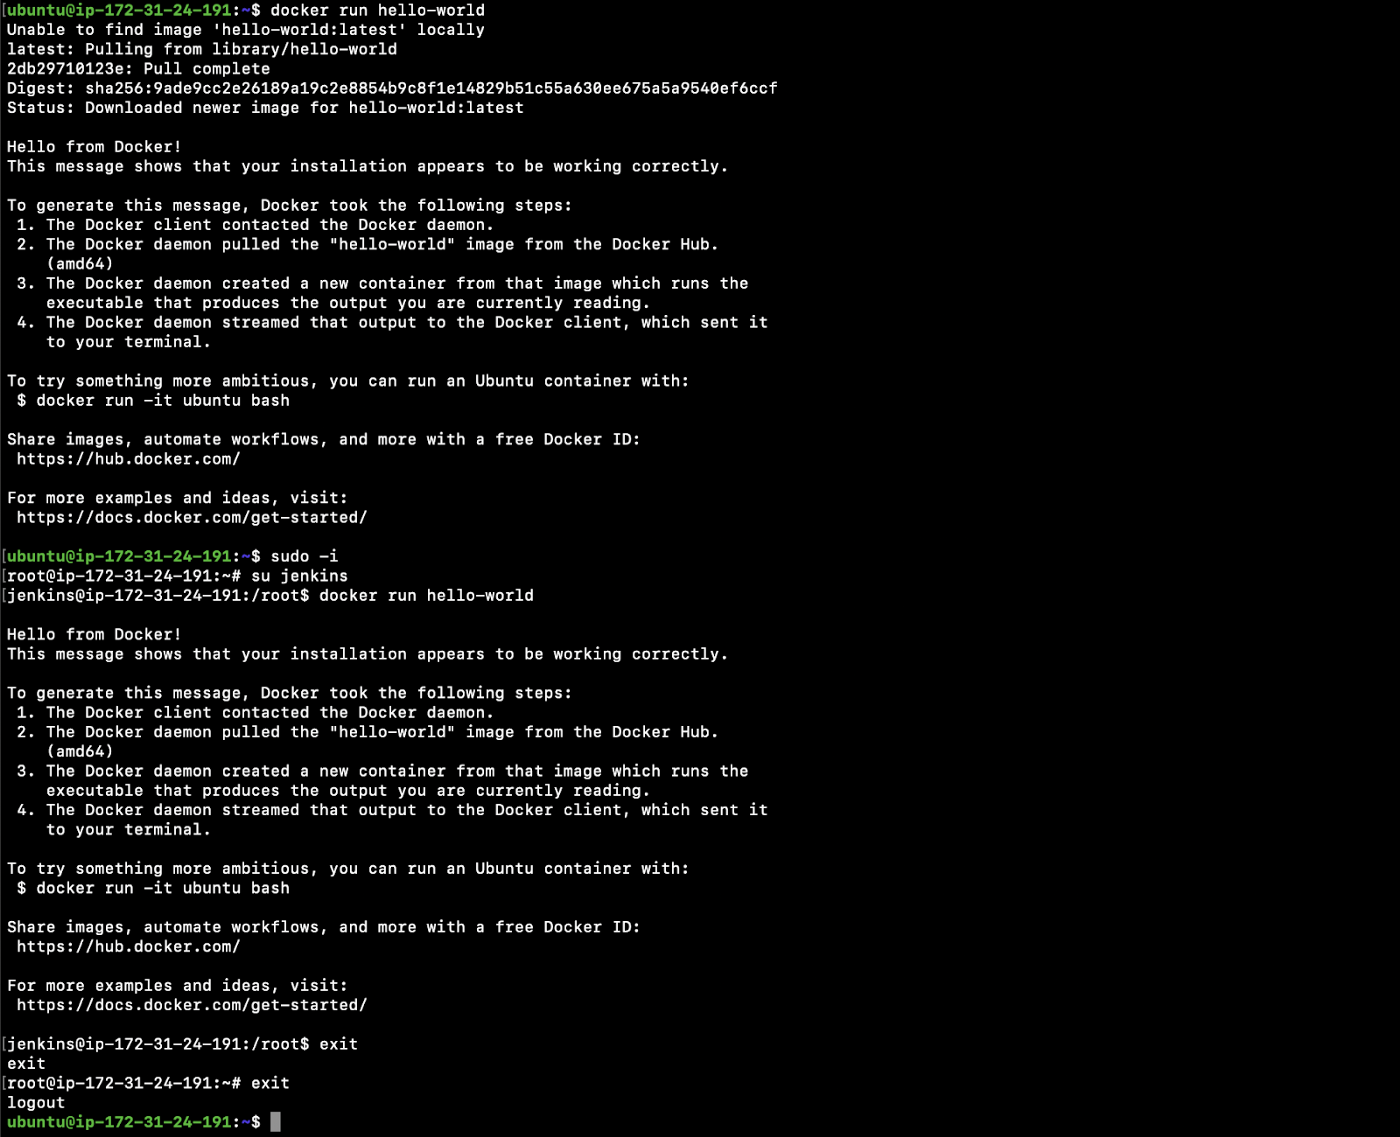 [ubuntu@ip-172-31-24-191:~$ docker run hello-world
Unable to find image 'hello-world:latest' locally
latest: Pulling from library/hello-world
2db29710123e: Pull complete
Digest: sha256:9ade9cc2e26189a19c2e8854b9c8f1e14829b51c55a630ee675a5a9540ef6ccf
Status: Downloaded newer image for hello-world:latest
Hello from Docker!
This message shows that your installation appears to be working correctly.
To generate this message, Docker took the following steps:
1. The Docker client contacted the Docker daemon.
2. The Docker daemon pulled the "hello-world" image from the Docker Hub.
(amd64)
3. The Docker daemon created a new container from that image which runs the
executable that produces the output you are currently reading.
4. The Docker daemon streamed that output to the Docker client, which sent it
to your terminal.
To try something more ambitious, you can run an Ubuntu container with:
$ docker run -it ubuntu bash
Share images, automate workflows, and more with a free Docker ID:
https://hub.docker.com/
For more examples and ideas, visit:
https://docs.docker.com/get-started/
[ubuntu@ip-172-31-24-191:~$ sudo -i
[root@ip-172-31-24-191:~# su jenkins
[jenkins@ip-172-31-24-191:/root$ docker run hello-world
Hello from Docker!
This message shows that your installation appears to be working correctly.
To generate this message, Docker took the following steps:
1. The Docker client contacted the Docker daemon.
2. The Docker daemon pulled the "hello-world" image from the Docker Hub.
(amd64)
3. The Docker daemon created a new container from that image which runs the
executable that produces the output you are currently reading.
4. The Docker daemon streamed that output to the Docker client, which sent it
to your terminal.
To try something more ambitious, you can run an Ubuntu container with:
$ docker run -it ubuntu bash
Share images, automate workflows, and more with a free Docker ID:
https://hub.docker.com/
For more examples and ideas, visit:
https://docs.docker.com/get-started/
[jenkins@ip-172-31-24-191:/root$ exit
exit
[root@ip-172-31-24-191:~# exit
logout
ubuntu@ip-172-31-24-191:~$